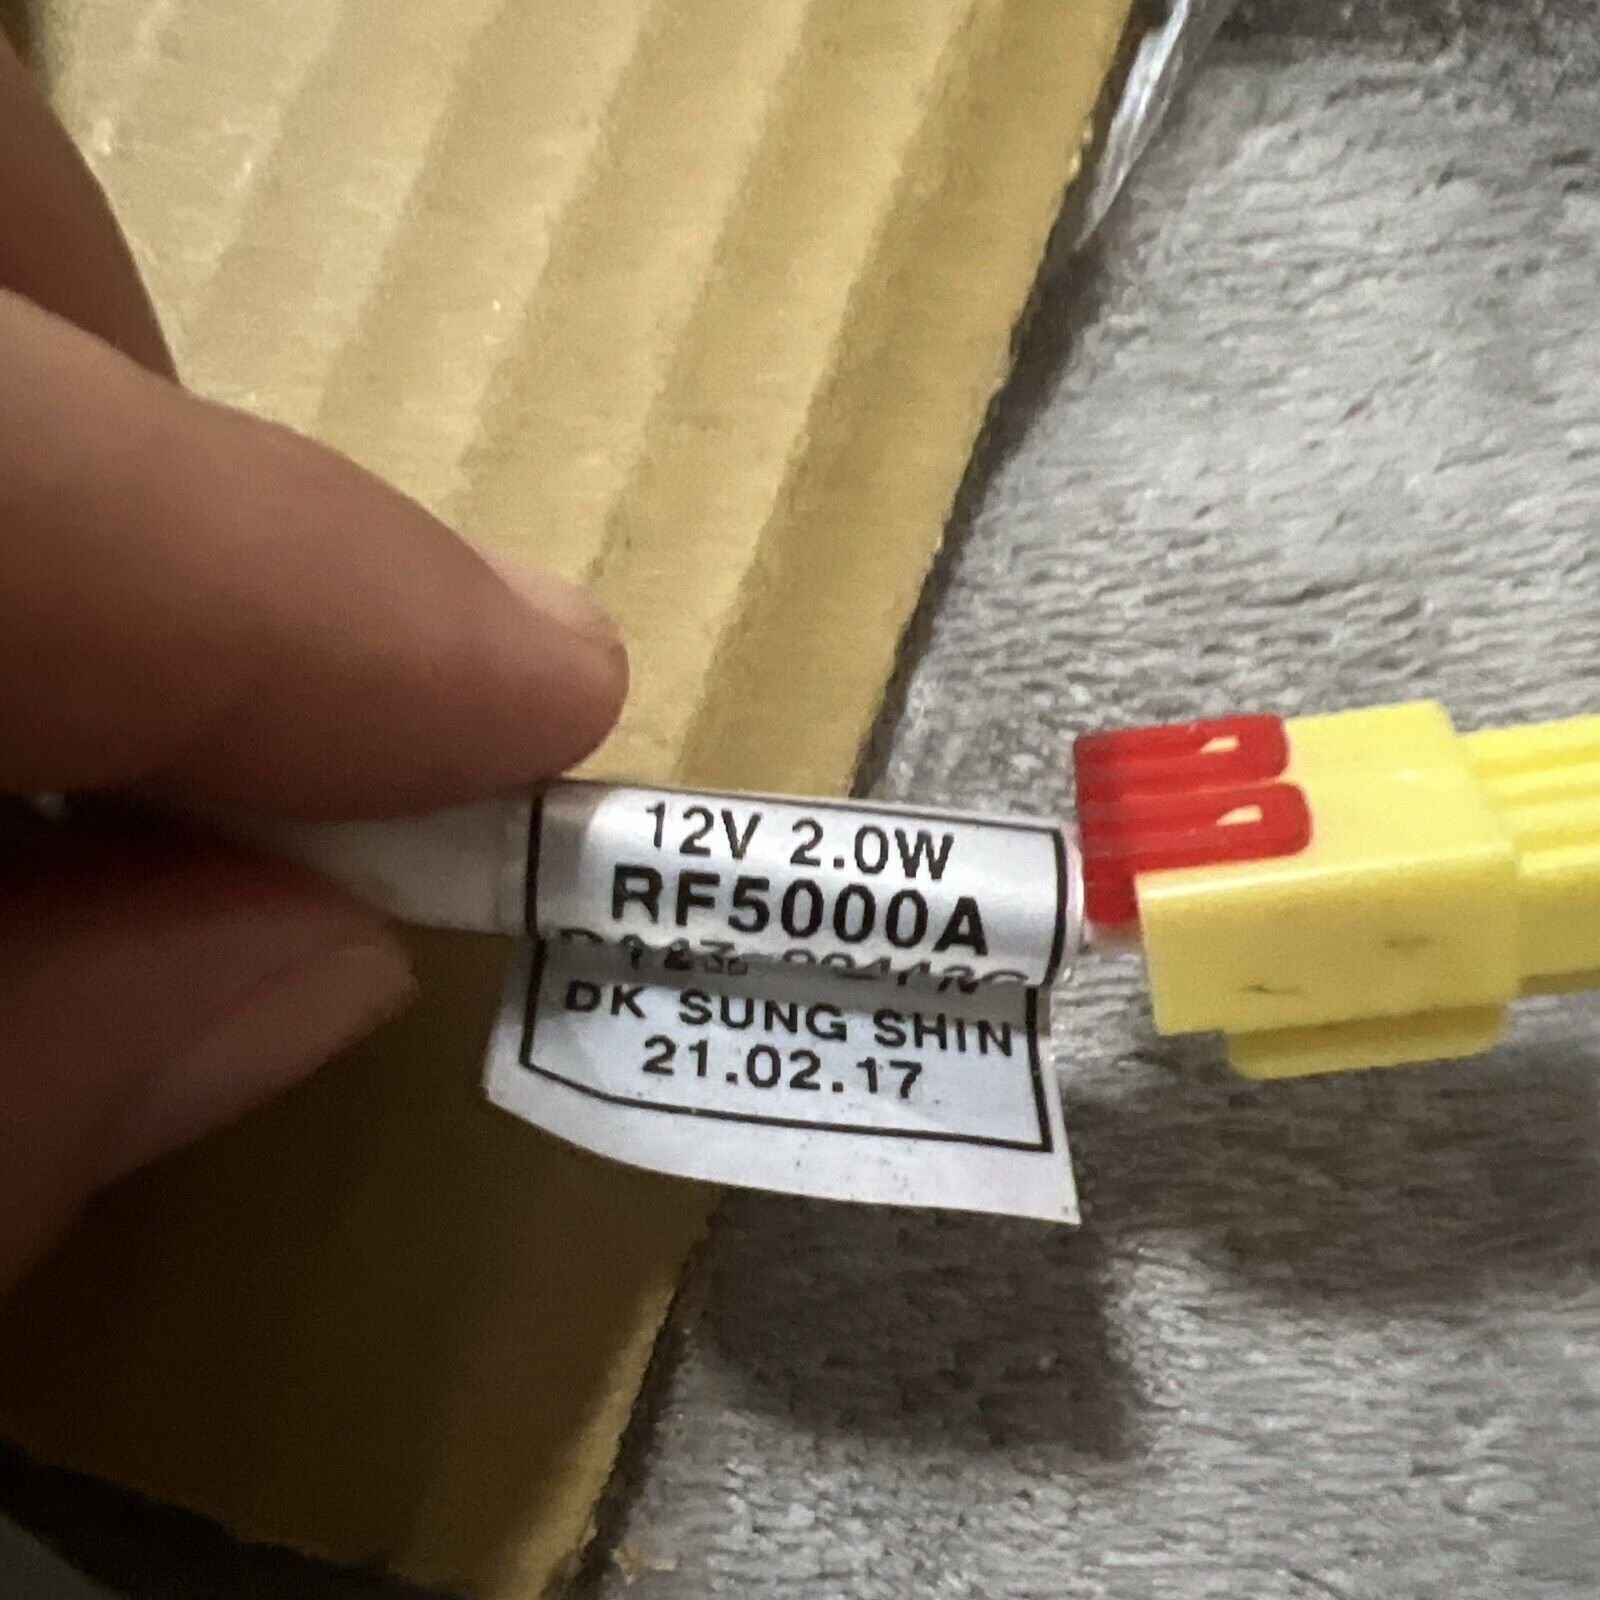 12V 2.0W
RF5000A
DK SUNG SHIN
21.02.17